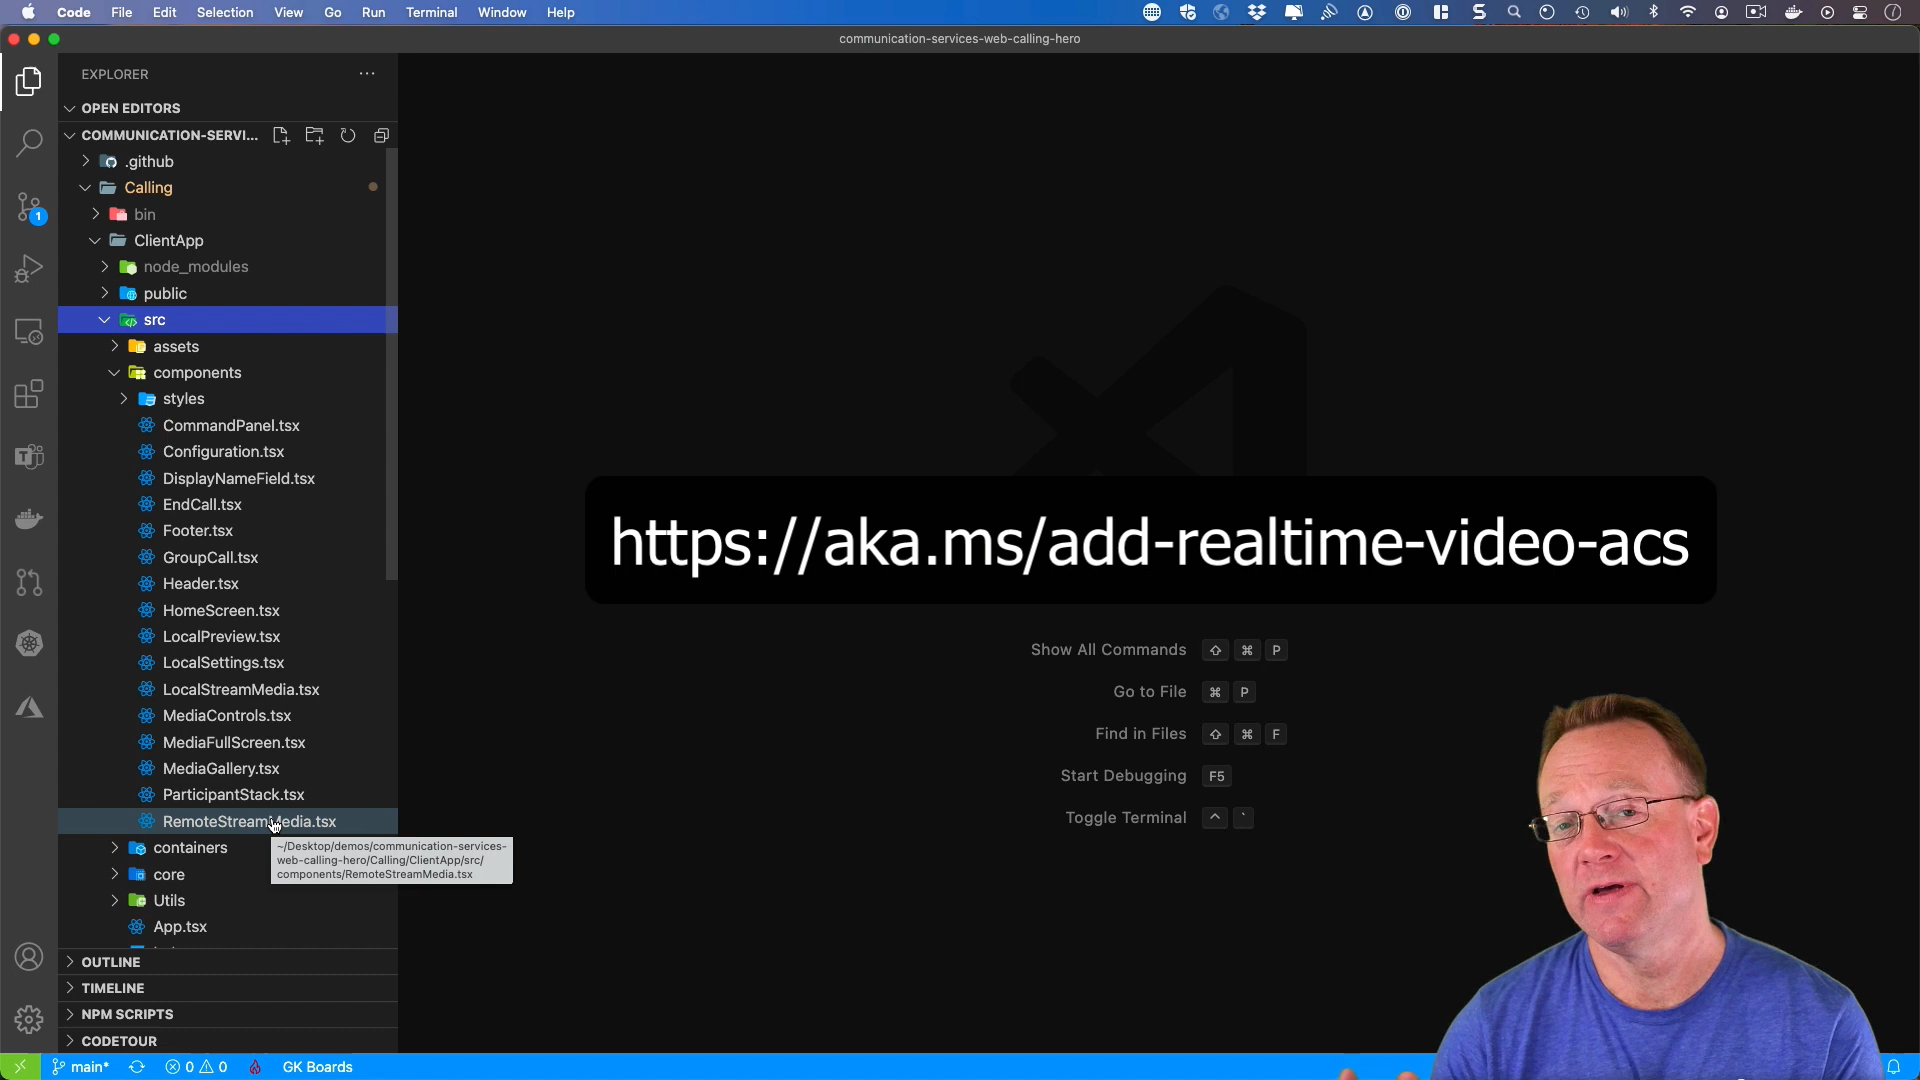 Code File Edit Selection View Go Run Terminal Window Help
communication-services-web-calling-hero
EXPLORER
OPEN EDITORS
COMMUNICATION-SERVI...
.github
Calling
bin
ClientApp
node_modules
public
src
assets
components
styles
CommandPanel.tsx
Configuration.tsx
DisplayNameField.tsx
EndCall.tsx
Footer.tsx
GroupCall.tsx
Header.tsx
HomeScreen.tsx
LocalPreview.tsx
LocalSettings.tsx
LocalStreamMedia.tsx
MediaControls.tsx
MediaFullScreen.tsx
MediaGallery.tsx
ParticipantStack.tsx
RemoteStreamMedia.tsx
containers
core
Utils
App.tsx
~/Desktop/demos/communication-services-
web-calling-hero/Calling/ClientApp/src/
components/RemoteStreamMedia.tsx
OUTLINE
TIMELINE
NPM SCRIPTS
CODETOUR
1
main* 0 0 GK Boards
https://aka.ms/add-realtime-video-acs
Show All Commands ⇧ ⌘ P
Go to File ⌘ P
Find in Files ⇧ ⌘ F
Start Debugging F5
Toggle Terminal ^ `